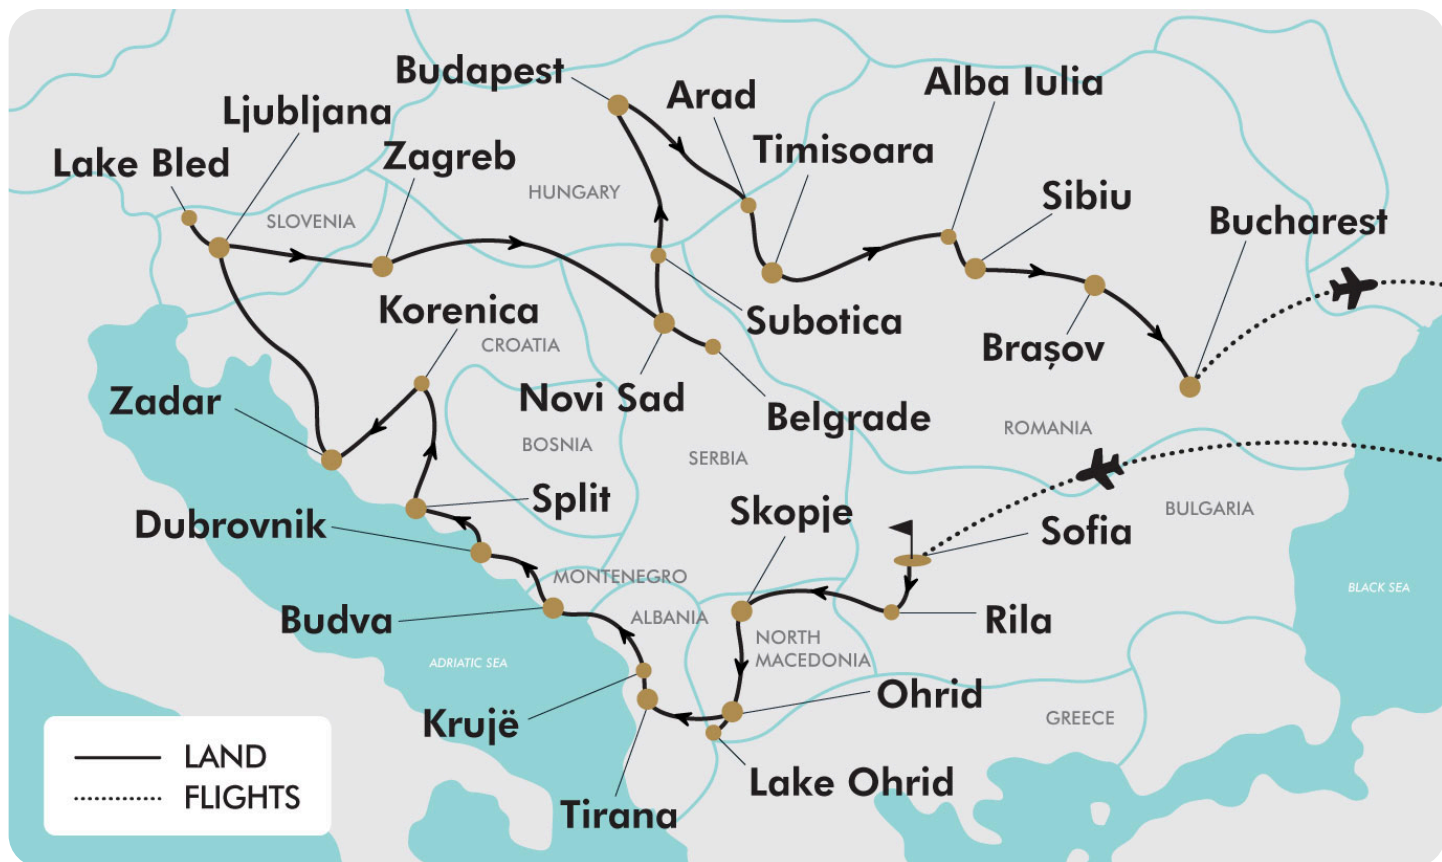 Budapest
Arad
Alba Iulia
Ljubljana
Timisoara
Lake Bled
Zagreb
HUNGARY
Sibiu
SLOVENIA
Bucharest
Korenica
Subotica
CROATIA
Brașov
Zadar
Novi Sad
Belgrade
ROMANIA
BOSNIA
SERBIA
Split
Skopje
BULGARIA
Dubrovnik
Sofia
MONTENEGRO
BLACK SEA
Budva
ALBANIA
Rila
NORTH
MACEDONIA
ADRIATIC SEA
Ohrid
Krujë
GREECE
LAND
Lake Ohrid
FLIGHTS
Tirana